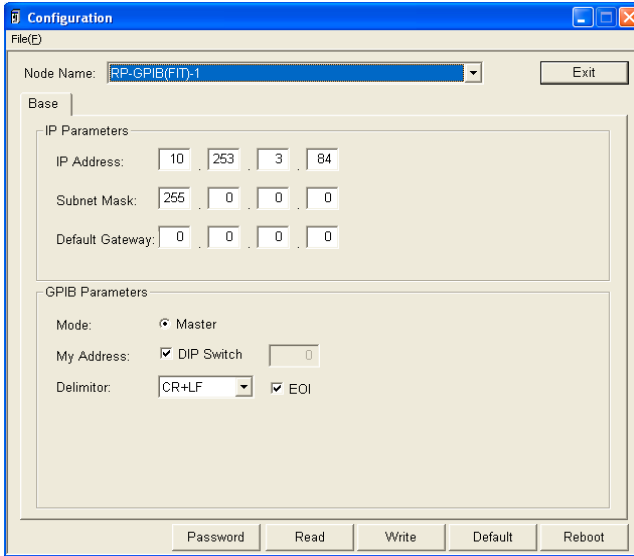 Configuration
File(F)
Node Name: RP-GPIB(FIT)-1 Exit
Base
IP Parameters
IP Address: 10 . 253 . 3 . 84
Subnet Mask: 255 . 0 . 0 . 0
Default Gateway: 0 . 0 . 0 . 0
GPIB Parameters
Mode: Master
My Address: DIP Switch 0
Delimitor: CR+LF EOI
Password Read Write Default Reboot